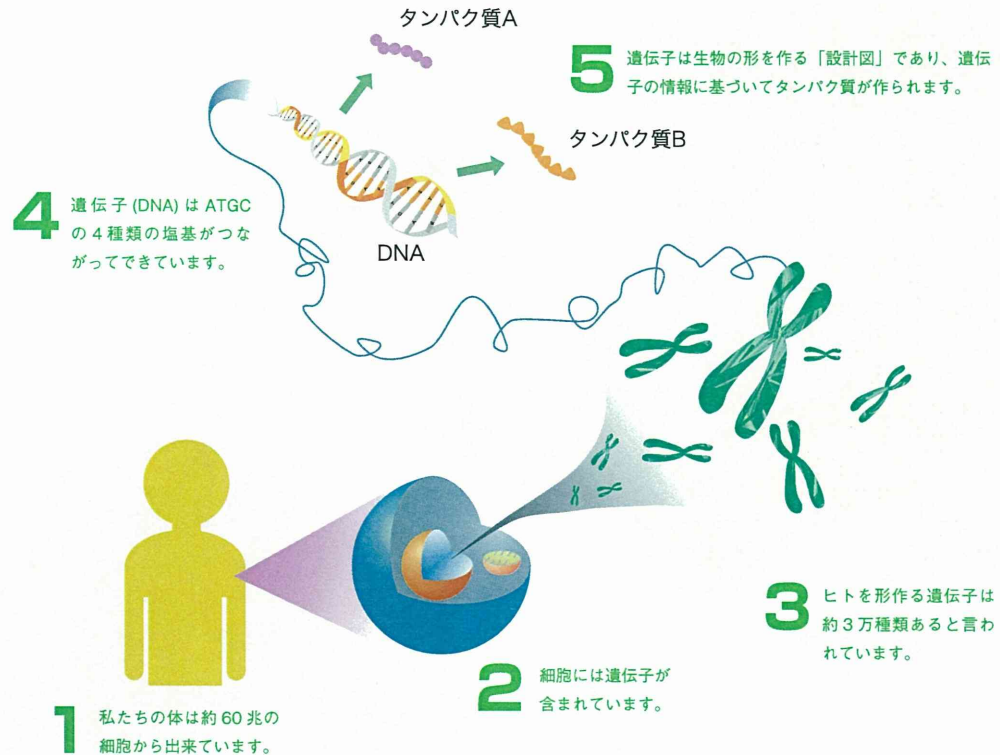 タンパク質A
5
遺伝子は生物の形を作る「設計図」であり、遺伝
子の情報に基づいてタンパク質が作られます。
タンパク質B
4
遺伝子(DNA)はATGC
の4種類の塩基がつな
がってできています。
DNA
3
ヒトを形作る遺伝子は
約3万種類あると言わ
れています。
2
細胞には遺伝子が
含まれています。
1
私たちの体は約60兆の
細胞から出来ています。